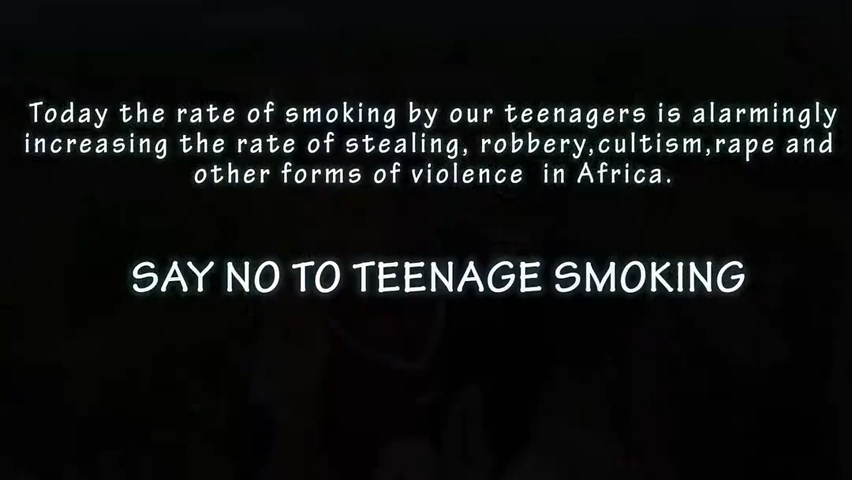 Today the rate of smoking by our teenagers is alarmingly
increasing the rate of stealing, robbery,cultism,rape and
other forms of violence in Africa.
SAY NO TO TEENAGE SMOKING